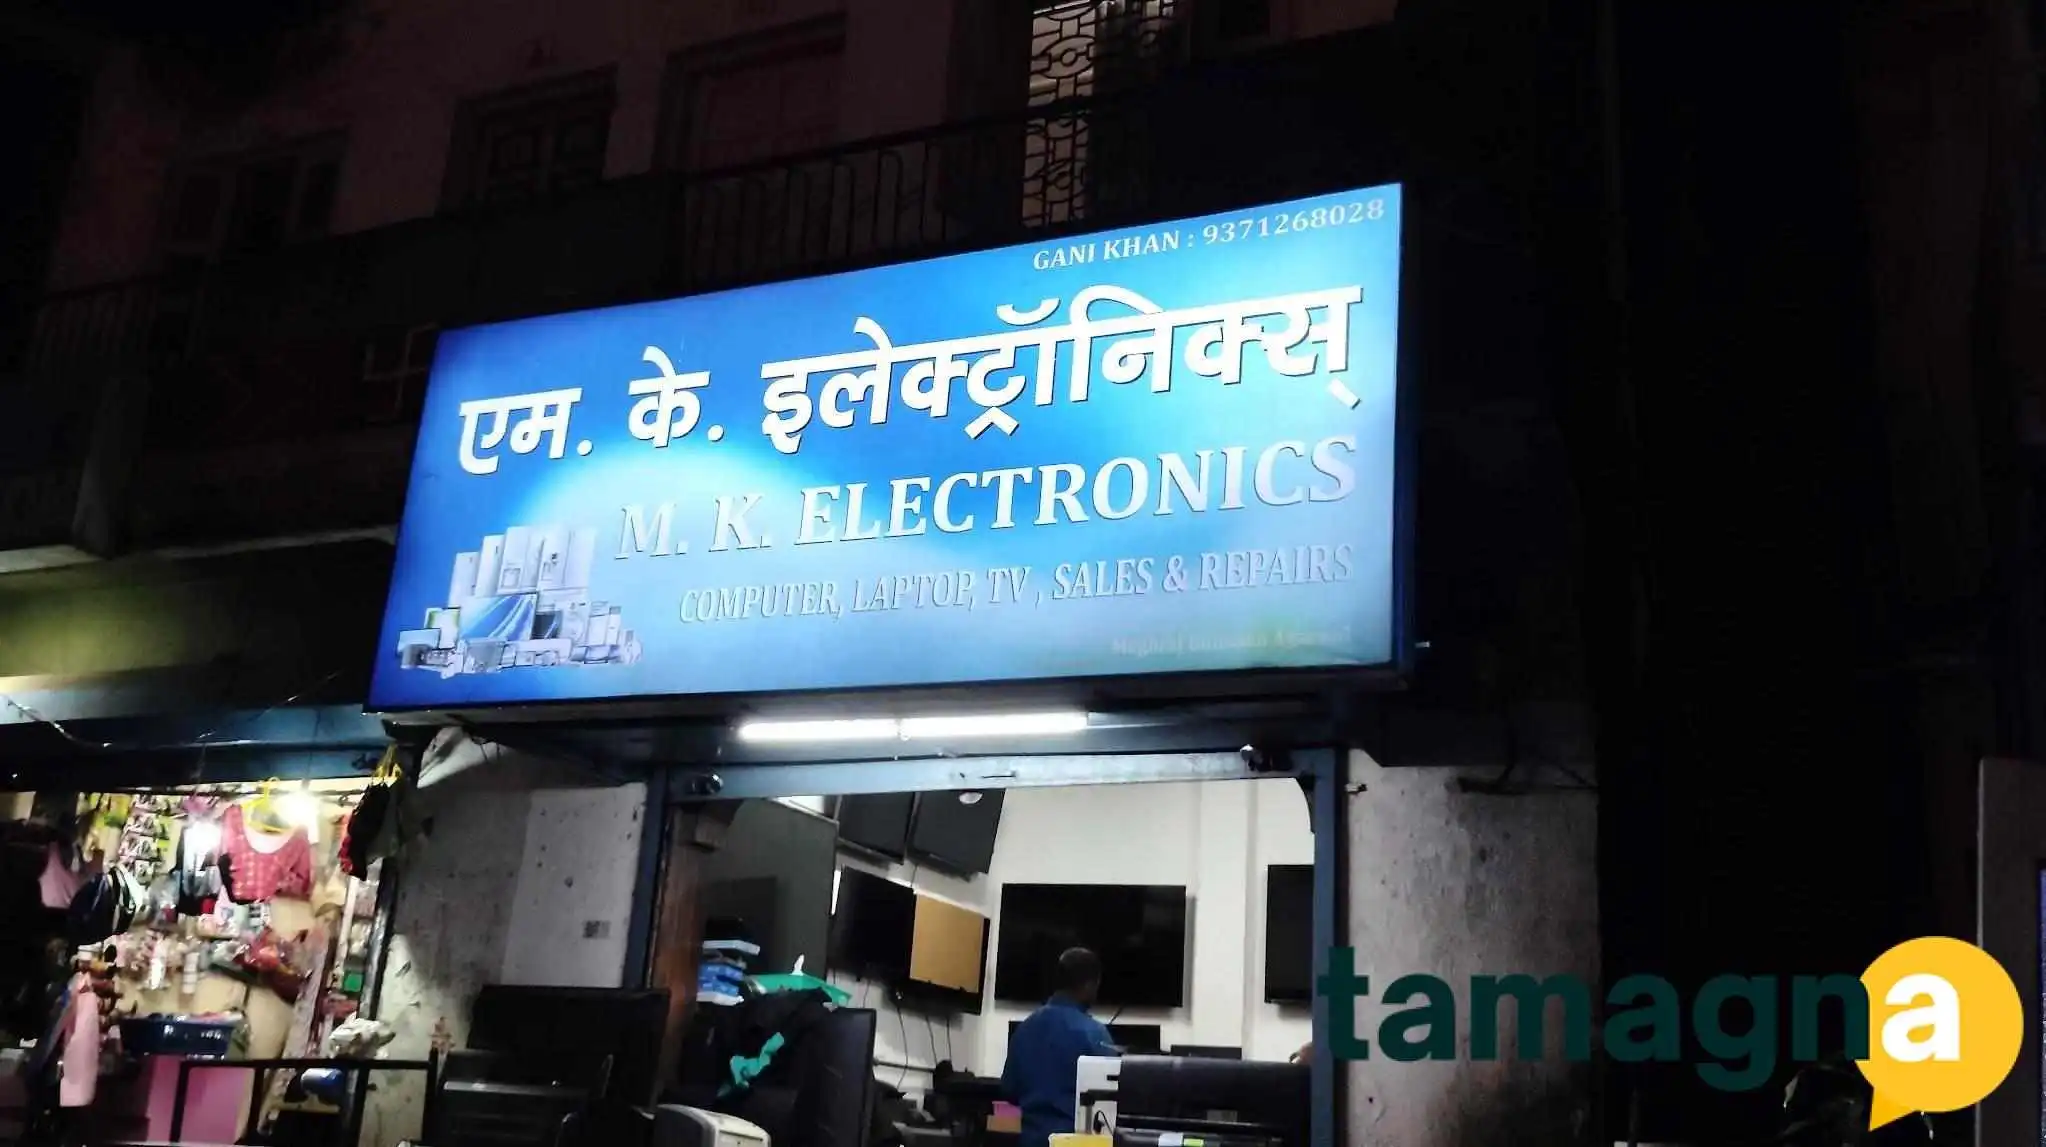 GANI KHAN : 9371268028
एम. के. इलेक्ट्रॉनिक्स्
M. K. ELECTRONICS
COMPUTER, LAPTOP, TV , SALES & REPAIRS
tamagna